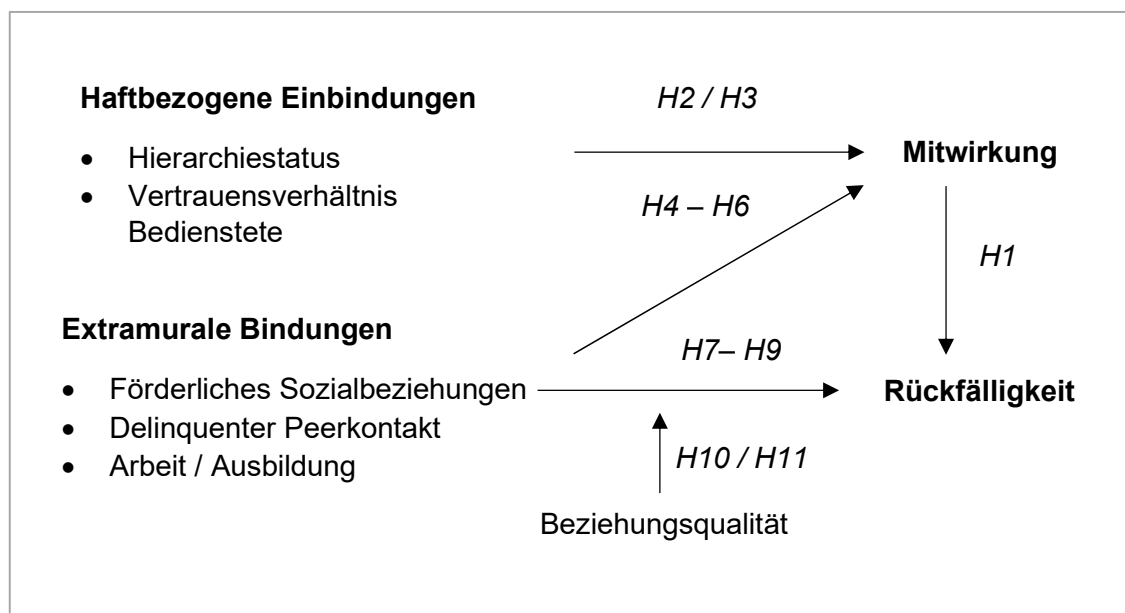 Haftbezogene Einbindungen
H2 / H3
• Hierarchiestatus
Mitwirkung
• Vertrauensverhältnis
Bedienstete
H4 – H6
H1
Extramurale Bindungen
H7– H9
• Förderliches Sozialbeziehungen
Rückfälligkeit
• Delinquenter Peerkontakt
• Arbeit / Ausbildung
H10 / H11
Beziehungsqualität